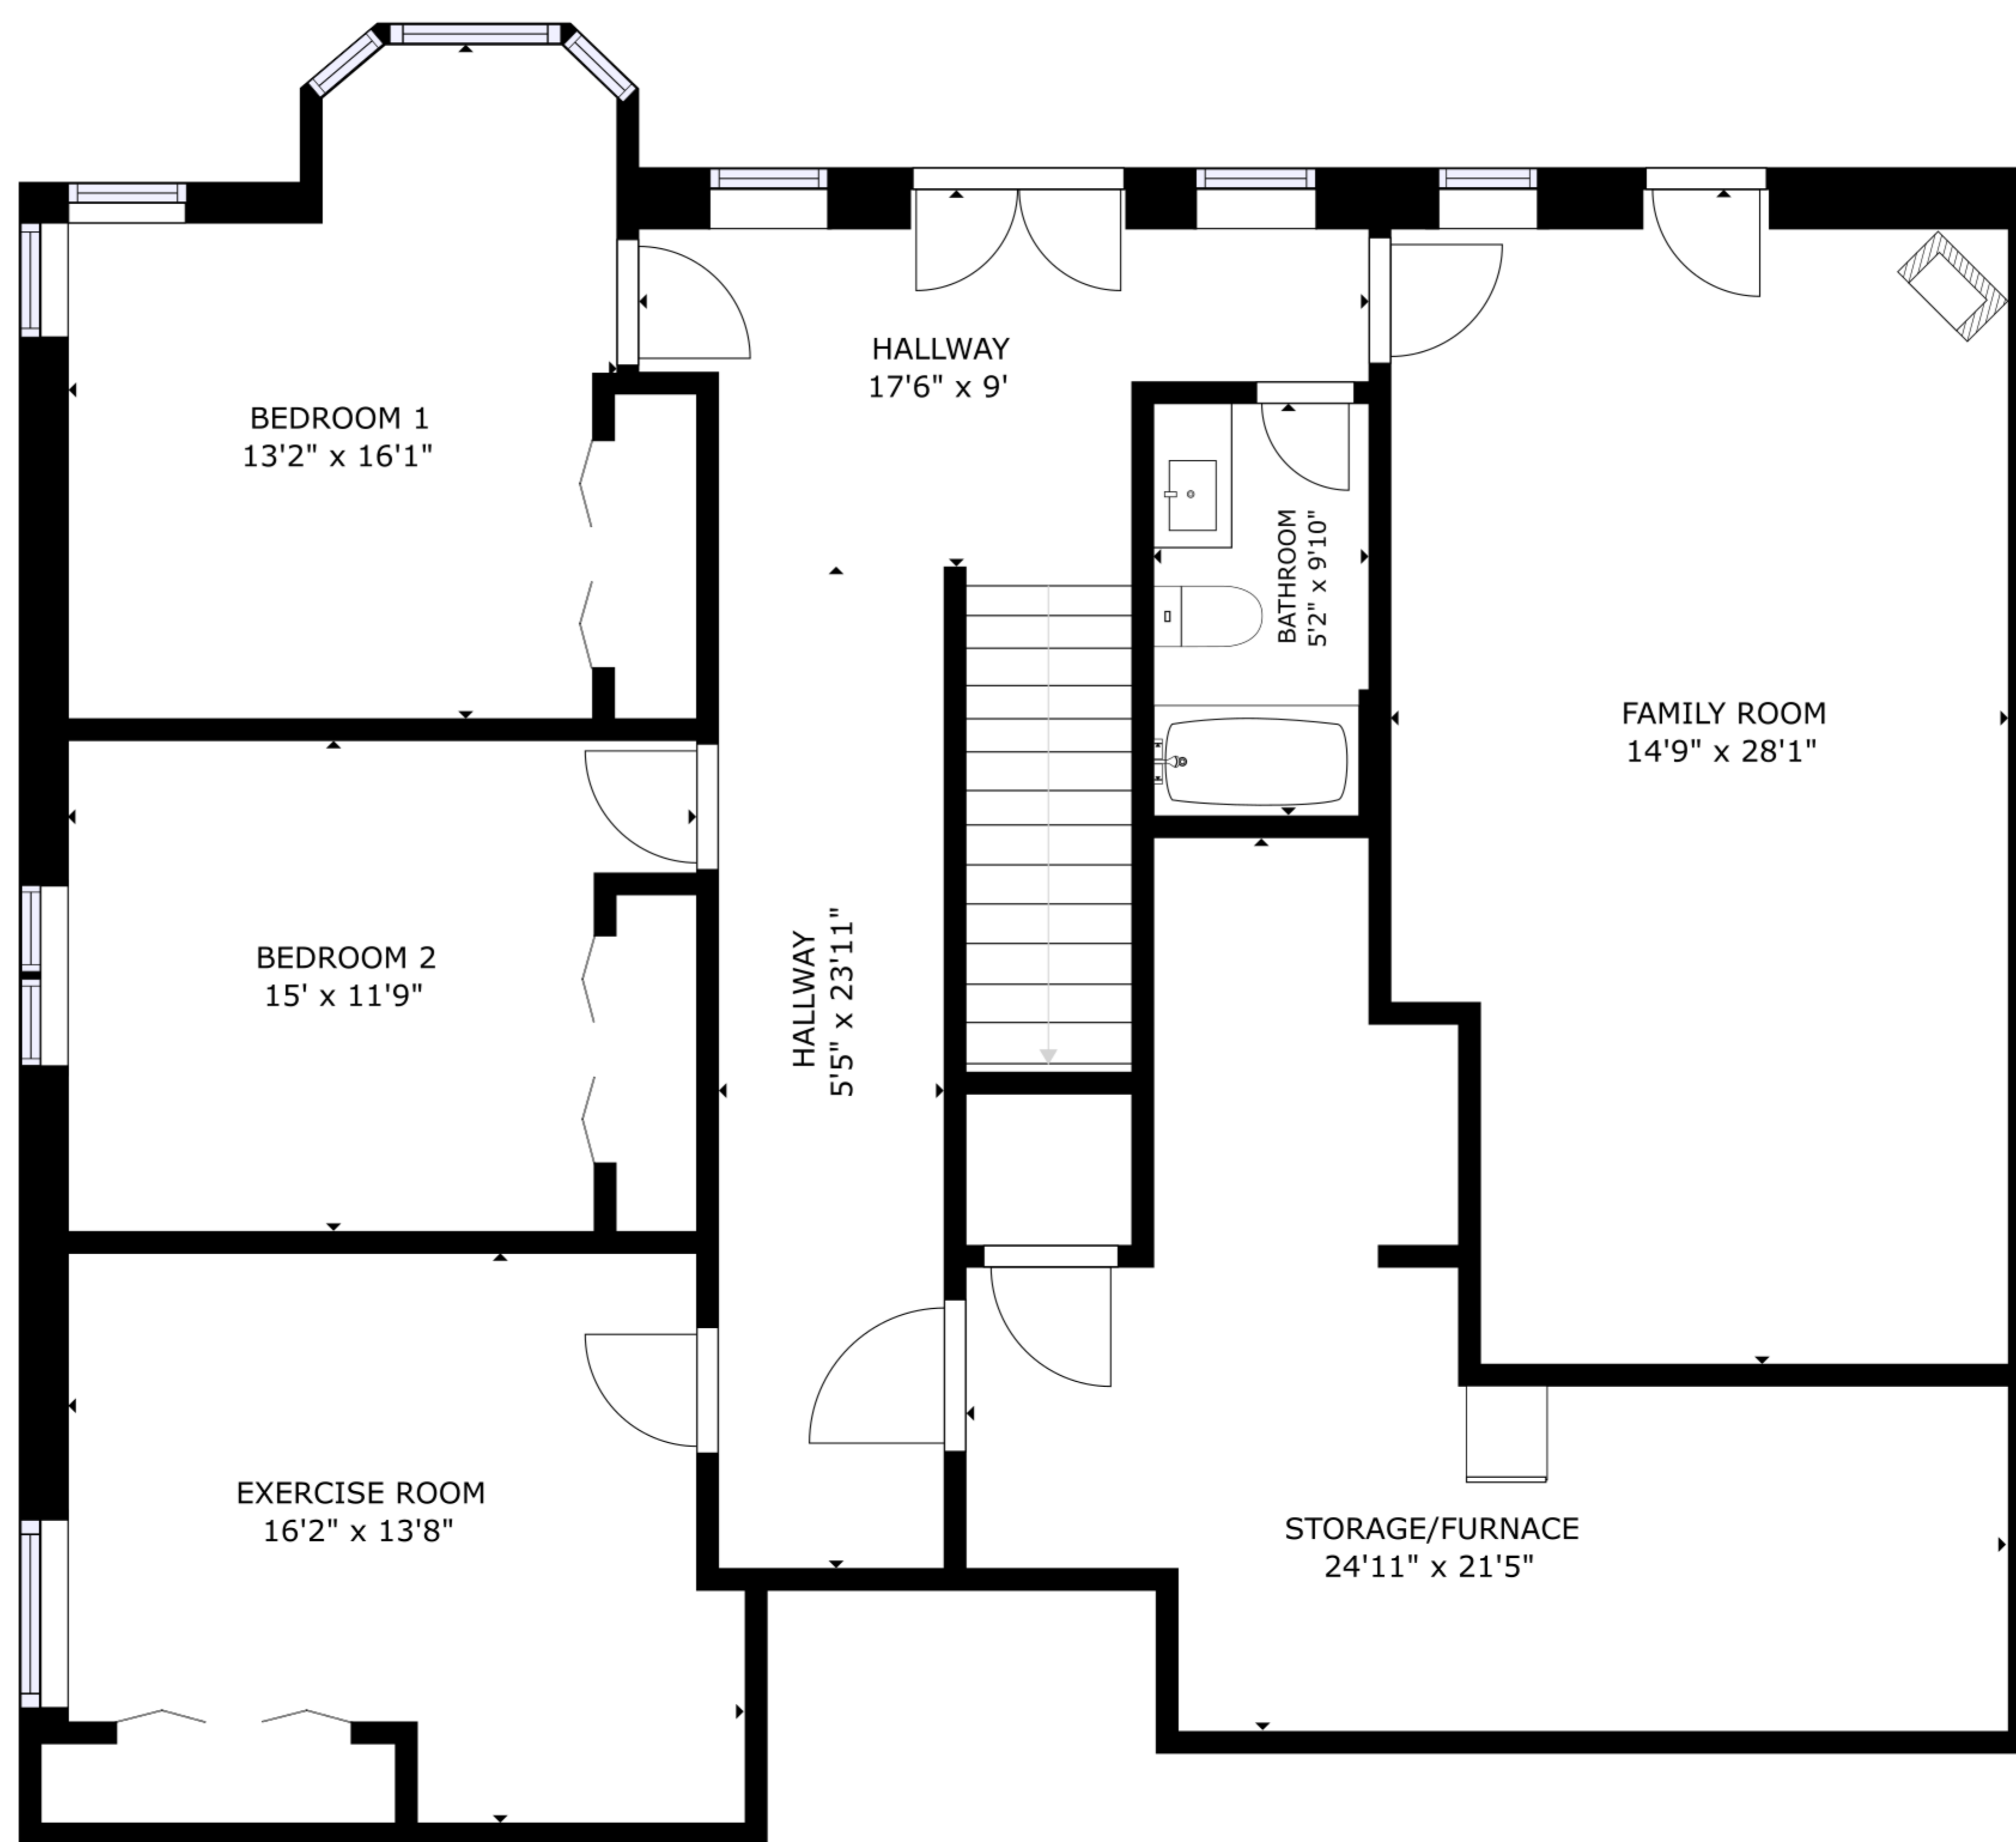 HALLWAY
17'6" x 9'
BEDROOM 1
13'2" x 16'1"
BATHROOM
5'2" x 9'10"
FAMILY ROOM
14'9" x 28'1"
BEDROOM 2
15' x 11'9"
HALLWAY
5'5" x 23'11"
EXERCISE ROOM
16'2" x 13'8"
STORAGE/FURNACE
24'11" x 21'5"